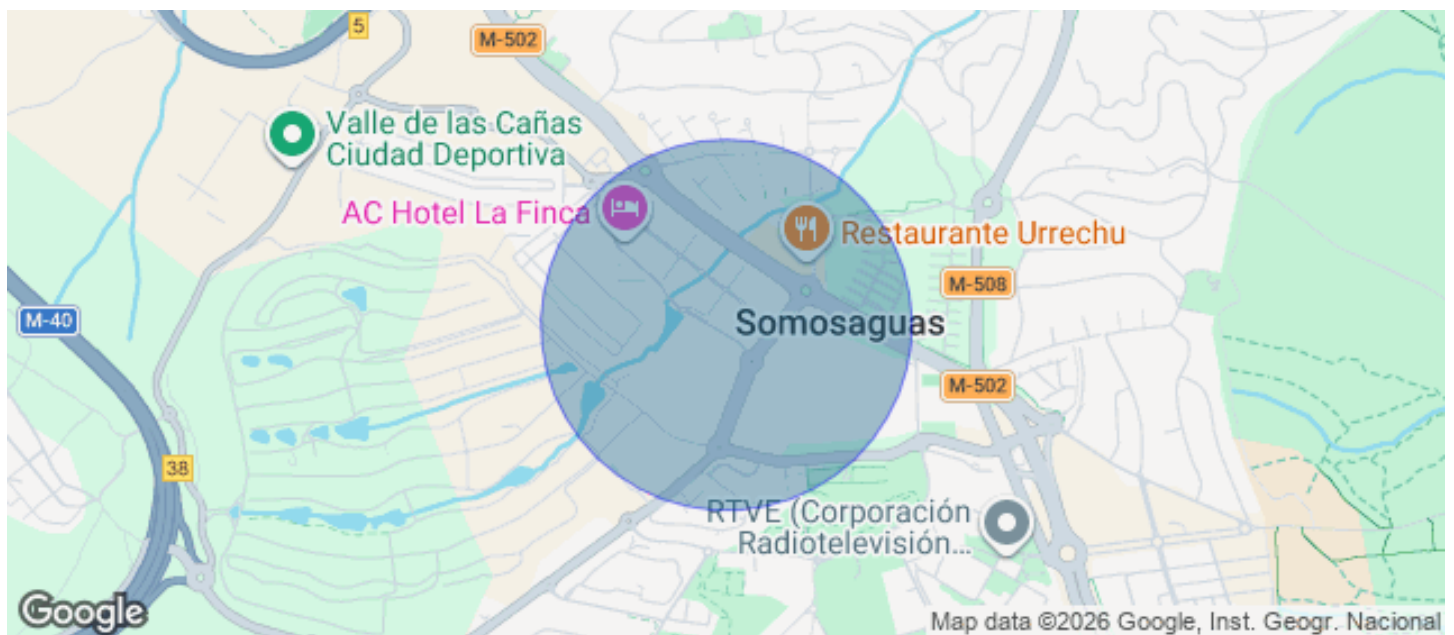 5
M-502
Valle de las Cañas
Ciudad Deportiva
AC Hotel La Finca
Restaurante Urrechu
M-508
M-40
Somosaguas
M-502
38
RTVE (Corporación
Radiotelevisión...
Google
Map data ©2026 Google, Inst. Geogr. Nacional